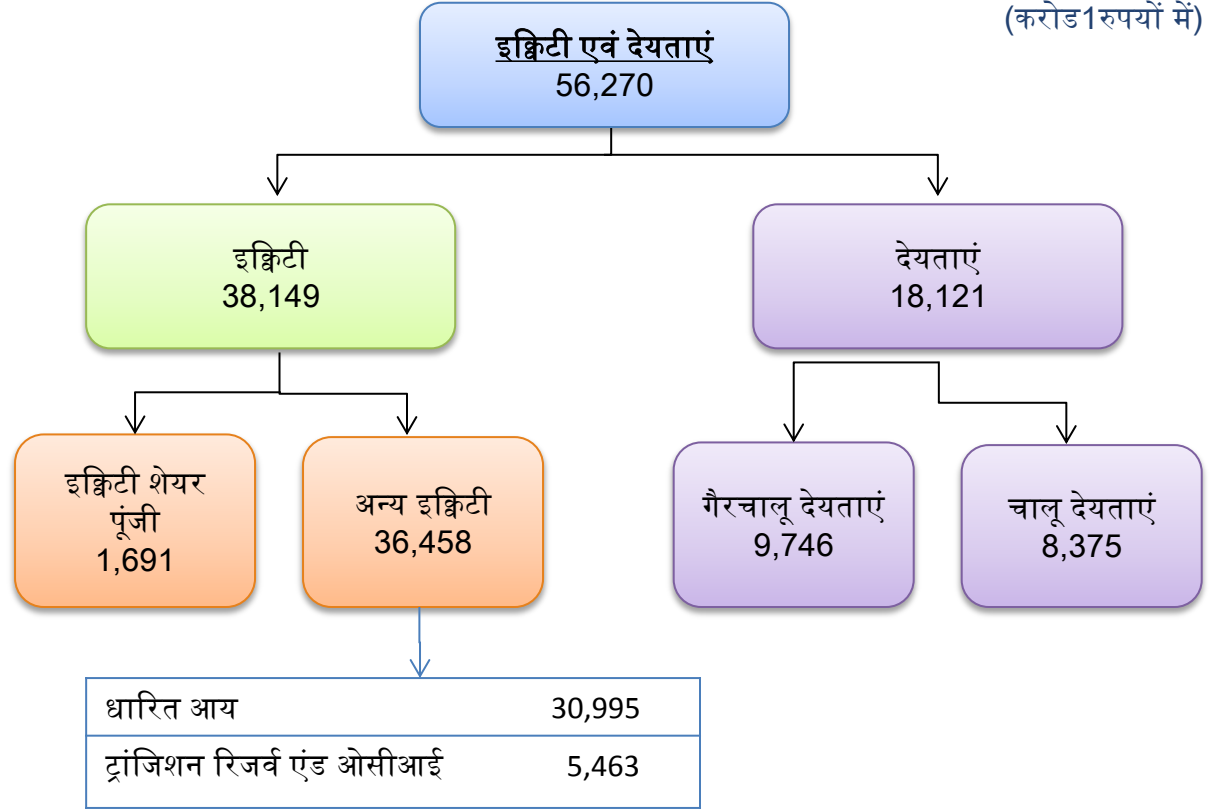 (करोड1रुपयों में)
इक्विटी एवं देयताएं
56,270
इक्विटी
38,149
देयताएं
18,121
इक्विटी शेयर
पूंजी
1,691
अन्य इक्विटी
36,458
गैरचालू देयताएं
9,746
चालू देयताएं
8,375
धारित आय 30,995
ट्रांजिशन रिजर्व एंड ओसीआई 5,463